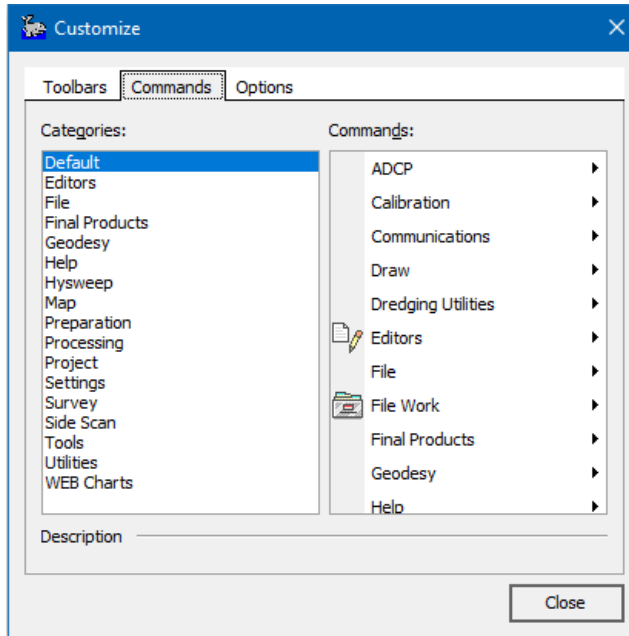 Customize
Toolbars Commands Options
Categories:
Default
Editors
File
Final Products
Geodesy
Help
Hysweep
Map
Preparation
Processing
Project
Settings
Survey
Side Scan
Tools
Utilities
WEB Charts
Commands:
ADCP
Calibration
Communications
Draw
Dredging Utilities
Editors
File
File Work
Final Products
Geodesy
Help
Description
Close